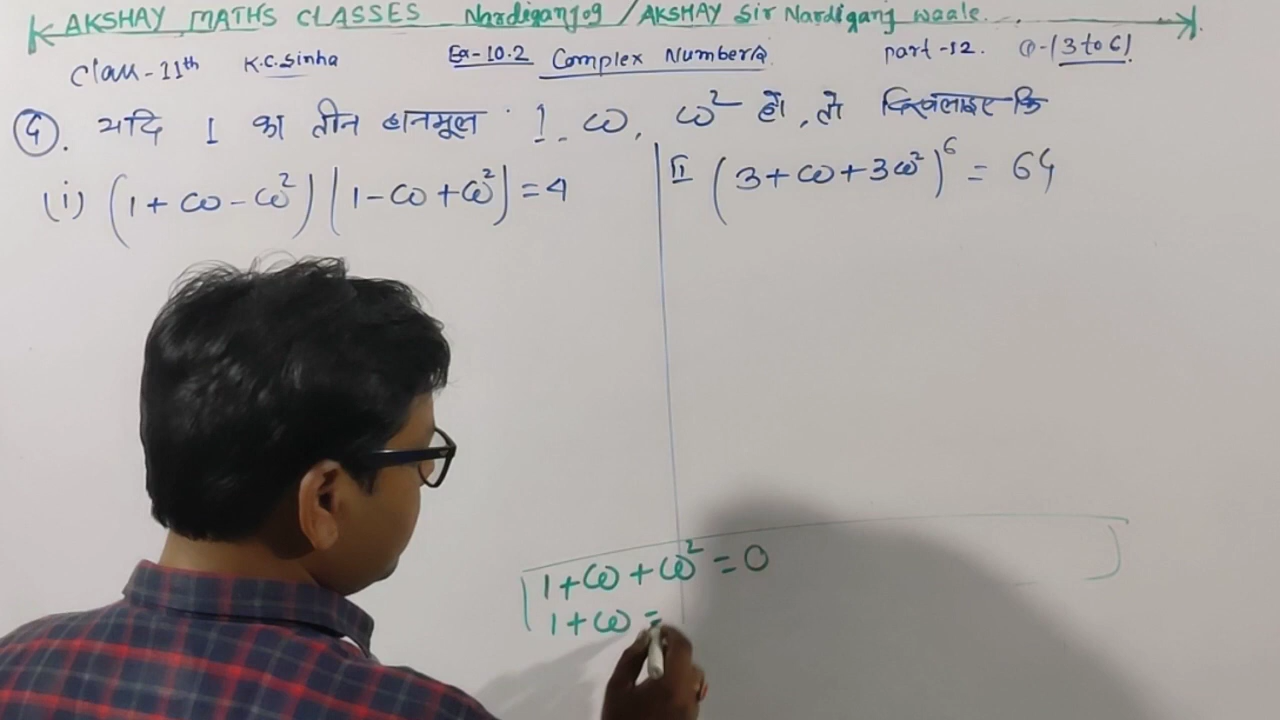 AKSHAY MATHS CLASSES Nardiganj09 / AKSHAY Sir Nardiganj waale.
Class-11th K.C.Sinha Ex-10.2 Complex Numbers part-12. Q-(3 to 6)
4. यदि 1 का तीन घनमूल 1, ω, ω² हो, तो दिखलाइए कि
(i) (1+ω-ω²)(1-ω+ω²)=4
II (3+ω+3ω²)⁶ = 64
1+ω+ω²=0
1+ω=